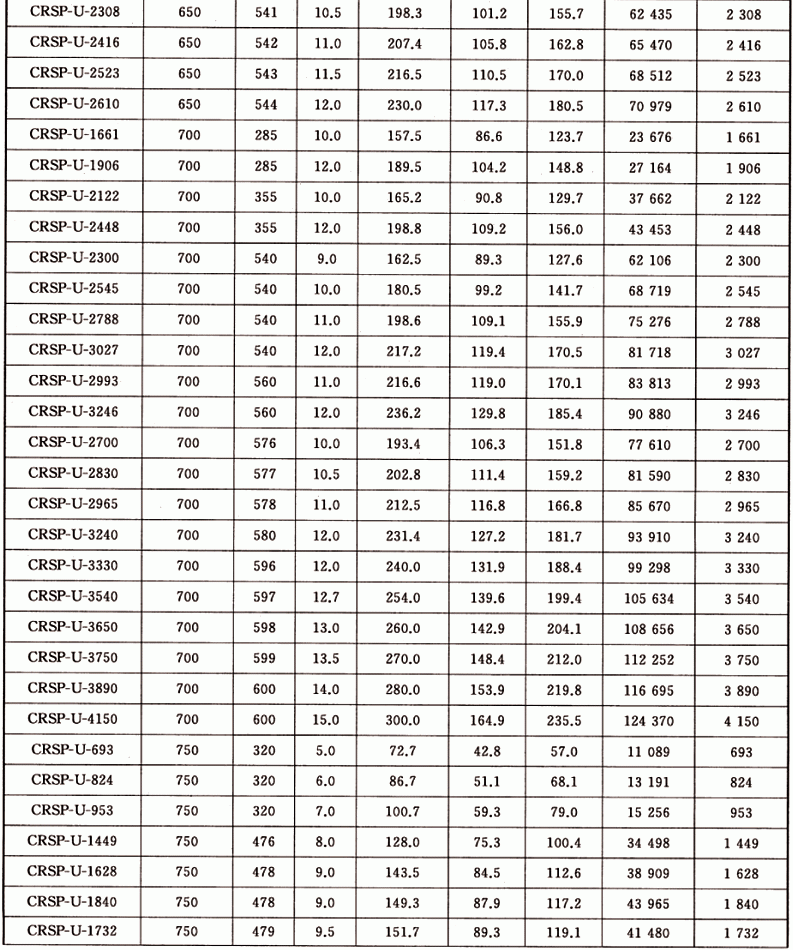 CRSP-U-2308 650 541 10.5 198.3 101.2 155.7 62 435 2 308
CRSP-U-2416 650 542 11.0 207.4 105.8 162.8 65 470 2 416
CRSP-U-2523 650 543 11.5 216.5 110.5 170.0 68 512 2 523
CRSP-U-2610 650 544 12.0 230.0 117.3 180.5 70 979 2 610
CRSP-U-1661 700 285 10.0 157.5 86.6 123.7 23 676 1 661
CRSP-U-1906 700 285 12.0 189.5 104.2 148.8 27 164 1 906
CRSP-U-2122 700 355 10.0 165.2 90.8 129.7 37 662 2 122
CRSP-U-2448 700 355 12.0 198.8 109.2 156.0 43 453 2 448
CRSP-U-2300 700 540 9.0 162.5 89.3 127.6 62 106 2 300
CRSP-U-2545 700 540 10.0 180.5 99.2 141.7 68 719 2 545
CRSP-U-2788 700 540 11.0 198.6 109.1 155.9 75 276 2 788
CRSP-U-3027 700 540 12.0 217.2 119.4 170.5 81 718 3 027
CRSP-U-2993 700 560 11.0 216.6 119.0 170.1 83 813 2 993
CRSP-U-3246 700 560 12.0 236.2 129.8 185.4 90 880 3 246
CRSP-U-2700 700 576 10.0 193.4 106.3 151.8 77 610 2 700
CRSP-U-2830 700 577 10.5 202.8 111.4 159.2 81 590 2 830
CRSP-U-2965 700 578 11.0 212.5 116.8 166.8 85 670 2 965
CRSP-U-3240 700 580 12.0 231.4 127.2 181.7 93 910 3 240
CRSP-U-3330 700 596 12.0 240.0 131.9 188.4 99 298 3 330
CRSP-U-3540 700 597 12.7 254.0 139.6 199.4 105 634 3 540
CRSP-U-3650 700 598 13.0 260.0 142.9 204.1 108 656 3 650
CRSP-U-3750 700 599 13.5 270.0 148.4 212.0 112 252 3 750
CRSP-U-3890 700 600 14.0 280.0 153.9 219.8 116 695 3 890
CRSP-U-4150 700 600 15.0 300.0 164.9 235.5 124 370 4 150
CRSP-U-693 750 320 5.0 72.7 42.8 57.0 11 089 693
CRSP-U-824 750 320 6.0 86.7 51.1 68.1 13 191 824
CRSP-U-953 750 320 7.0 100.7 59.3 79.0 15 256 953
CRSP-U-1449 750 476 8.0 128.0 75.3 100.4 34 498 1 449
CRSP-U-1628 750 478 9.0 143.5 84.5 112.6 38 909 1 628
CRSP-U-1840 750 478 9.0 149.3 87.9 117.2 43 965 1 840
CRSP-U-1732 750 479 9.5 151.7 89.3 119.1 41 480 1 732